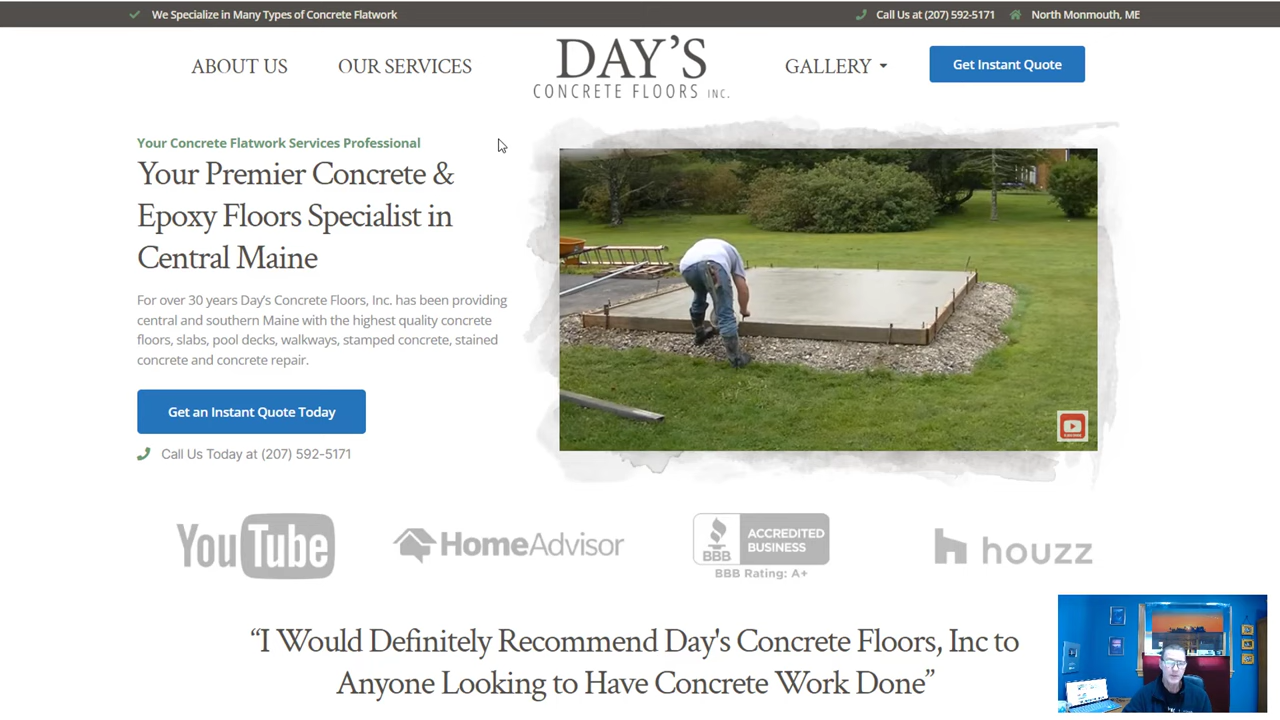 We Specialize in Many Types of Concrete Flatwork
Call Us at (207) 592-5171
North Monmouth, ME
ABOUT US
OUR SERVICES
DAY'S
CONCRETE FLOORS INC.
GALLERY
Get Instant Quote
Your Concrete Flatwork Services Professional
Your Premier Concrete &
Epoxy Floors Specialist in
Central Maine
For over 30 years Day's Concrete Floors, Inc. has been providing
central and southern Maine with the highest quality concrete
floors, slabs, pool decks, walkways, stamped concrete, stained
concrete and concrete repair.
Get an Instant Quote Today
Call Us Today at (207) 592-5171
YouTube
HomeAdvisor
BBB
ACCREDITED
BUSINESS
BBB Rating: A+
houzz
“I Would Definitely Recommend Day's Concrete Floors, Inc to
Anyone Looking to Have Concrete Work Done”